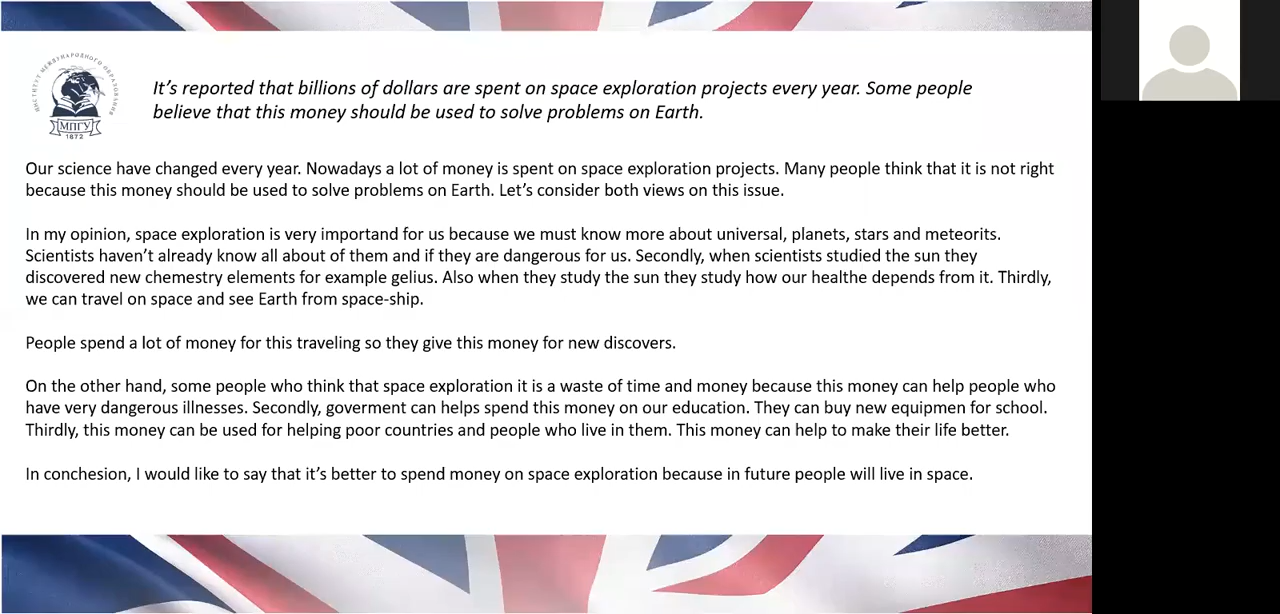 ИНСТИТУТ МЕЖДУНАРОДНОГО ОБРАЗОВАНИЯ
МПГУ
1872
It’s reported that billions of dollars are spent on space exploration projects every year. Some people
believe that this money should be used to solve problems on Earth.
Our science have changed every year. Nowadays a lot of money is spent on space exploration projects. Many people think that it is not right
because this money should be used to solve problems on Earth. Let’s consider both views on this issue.
In my opinion, space exploration is very importand for us because we must know more about universal, planets, stars and meteorits.
Scientists haven’t already know all about of them and if they are dangerous for us. Secondly, when scientists studied the sun they
discovered new chemestry elements for example gelius. Also when they study the sun they study how our healthe depends from it. Thirdly,
we can travel on space and see Earth from space-ship.
People spend a lot of money for this traveling so they give this money for new discovers.
On the other hand, some people who think that space exploration it is a waste of time and money because this money can help people who
have very dangerous illnesses. Secondly, goverment can helps spend this money on our education. They can buy new equipmen for school.
Thirdly, this money can be used for helping poor countries and people who live in them. This money can help to make their life better.
In conchesion, I would like to say that it’s better to spend money on space exploration because in future people will live in space.